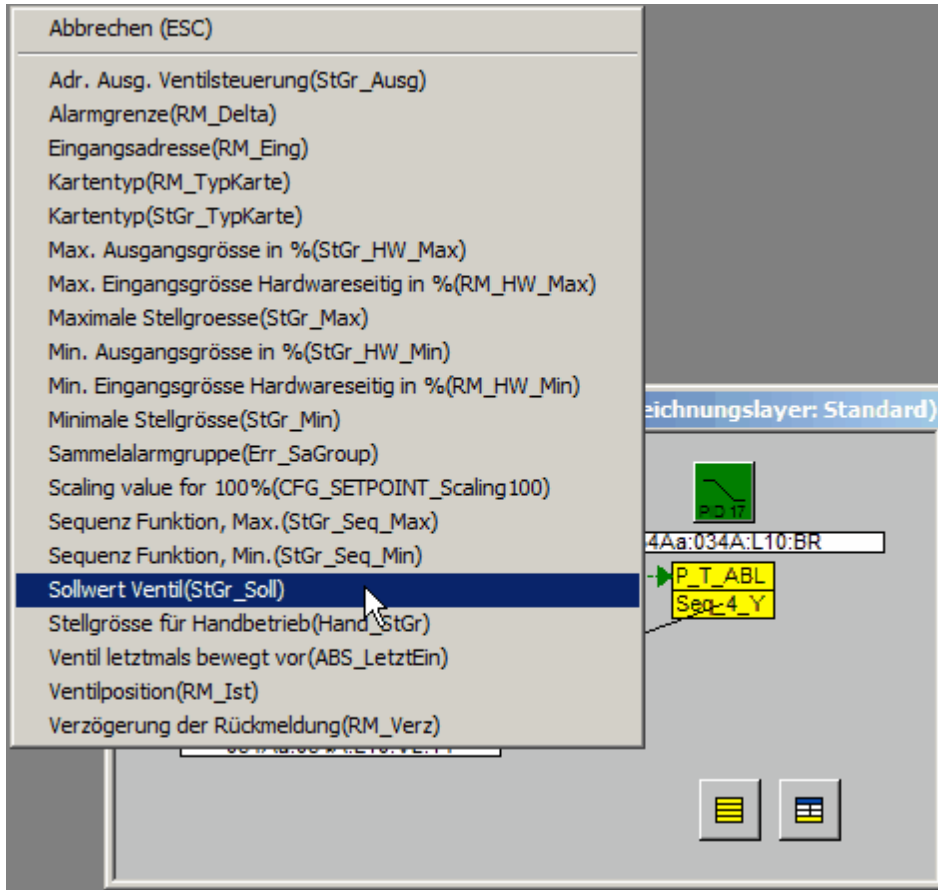 Abbrechen (ESC)
Adr. Ausg. Ventilsteuerung(StGr_Ausg)
Alarmgrenze(RM_Delta)
Eingangsadresse(RM_Eing)
Kartentyp(RM_TypKarte)
Kartentyp(StGr_TypKarte)
Max. Ausgangsgrösse in %(StGr_HW_Max)
Max. Eingangsgrösse Hardwareseitig in %(RM_HW_Max)
Maximale Stellgroesse(StGr_Max)
Min. Ausgangsgrösse in %(StGr_HW_Min)
Min. Eingangsgrösse Hardwareseitig in %(RM_HW_Min)
Minimale Stellgrösse(StGr_Min)
Sammelalarmgruppe(Err_SaGroup)
Scaling value for 100%(CFG_SETPOINT_Scaling100)
Sequenz Funktion, Max.(StGr_Seq_Max)
Sequenz Funktion, Min.(StGr_Seq_Min)
Sollwert Ventil(StGr_Soll)
Stellgrösse für Handbetrieb(Hand_StGr)
Ventil letztmals bewegt vor(ABS_LetztEin)
Ventilposition(RM_Ist)
Verzögerung der Rückmeldung(RM_Verz)
eichnungslayer: Standard)
PID 17
4Aa:034A:L10:BR
P_T_ABL
Seq-4_Y